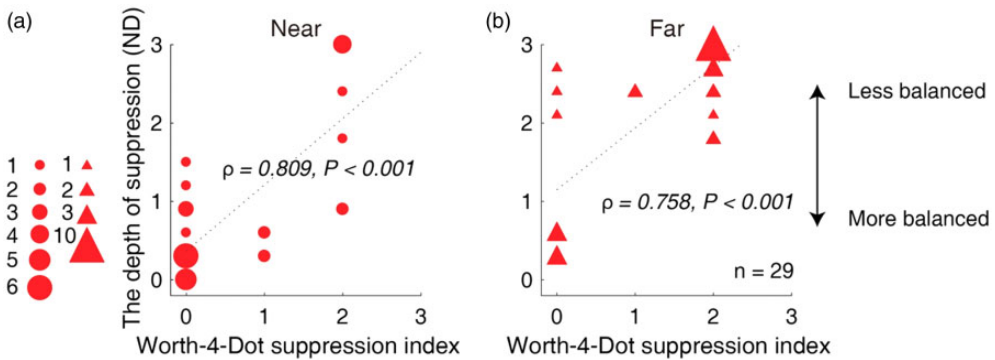 (a)
Near
The depth of suppression (ND)
3
2
1
0
ρ = 0.809, P < 0.001
0 1 2 3
Worth-4-Dot suppression index
1 1
2 2
3 3
4 10
5
6
(b)
Far
3
2
1
0
ρ = 0.758, P < 0.001
n = 29
0 1 2 3
Worth-4-Dot suppression index
Less balanced
More balanced